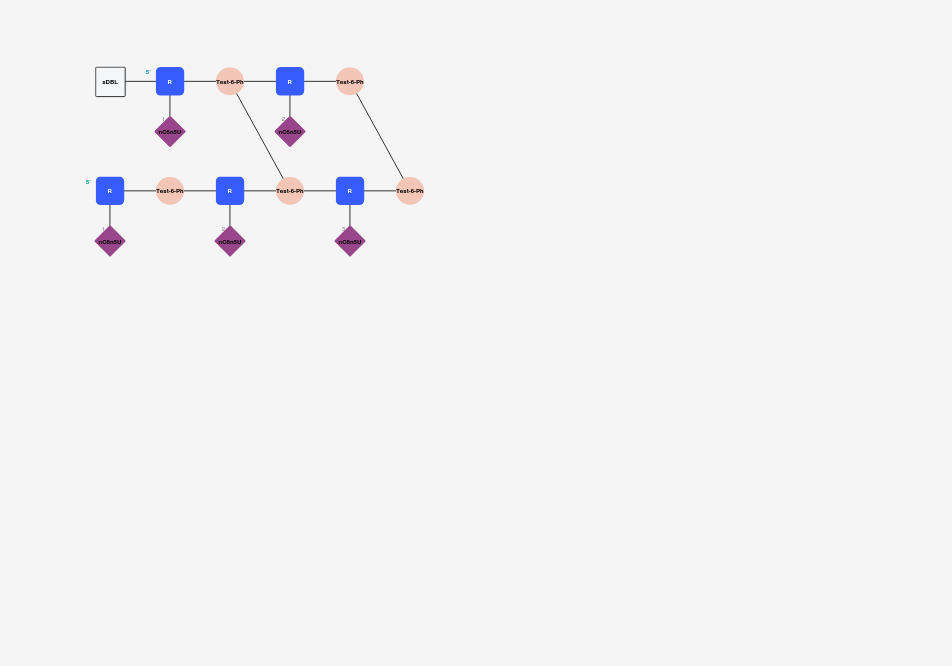 5'
sDBL R Test-6-Ph R Test-6-Ph
1 2
nC6n5U nC6n5U
5'
R Test-6-Ph R Test-6-Ph R Test-6-Ph
1 2 3
nC6n5U nC6n5U nC6n5U